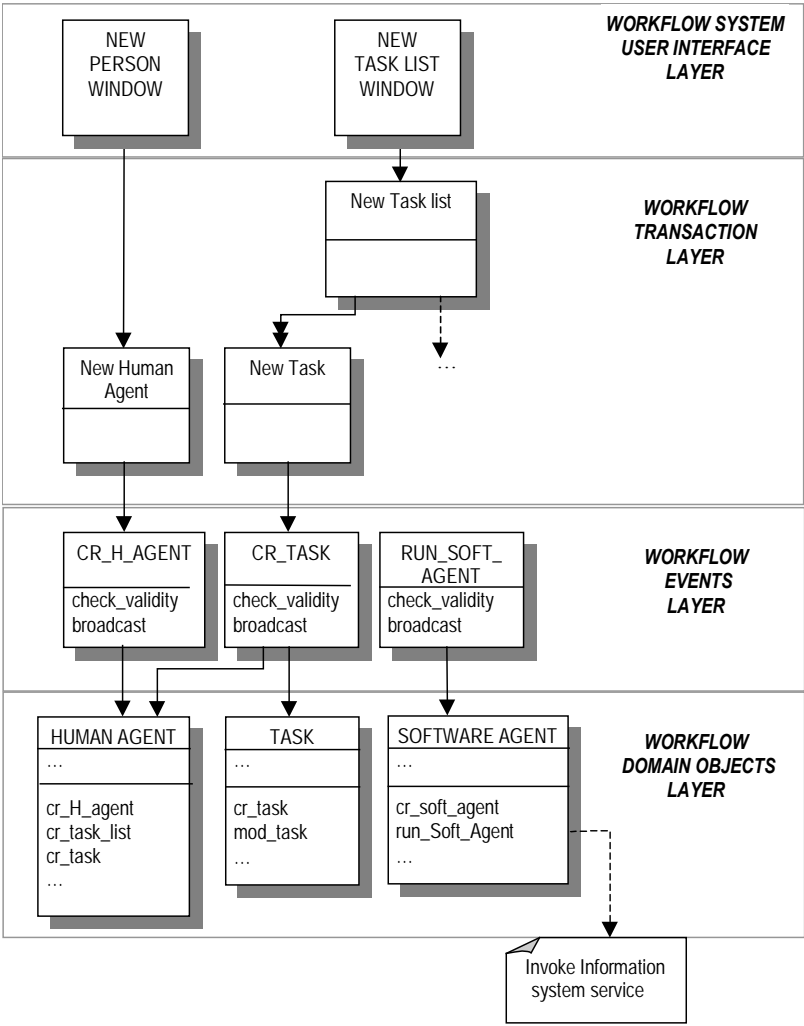 NEW
PERSON
WINDOW
NEW
TASK LIST
WINDOW
WORKFLOW SYSTEM
USER INTERFACE
LAYER
New Task list
WORKFLOW
TRANSACTION
LAYER
New Human
Agent
New Task
…
CR_H_AGENT
check_validity
broadcast
CR_TASK
check_validity
broadcast
RUN_SOFT_
AGENT
check_validity
broadcast
WORKFLOW
EVENTS
LAYER
HUMAN AGENT
…
cr_H_agent
cr_task_list
cr_task
…
TASK
…
cr_task
mod_task
…
SOFTWARE AGENT
…
cr_soft_agent
run_Soft_Agent
…
WORKFLOW
DOMAIN OBJECTS
LAYER
Invoke Information
system service